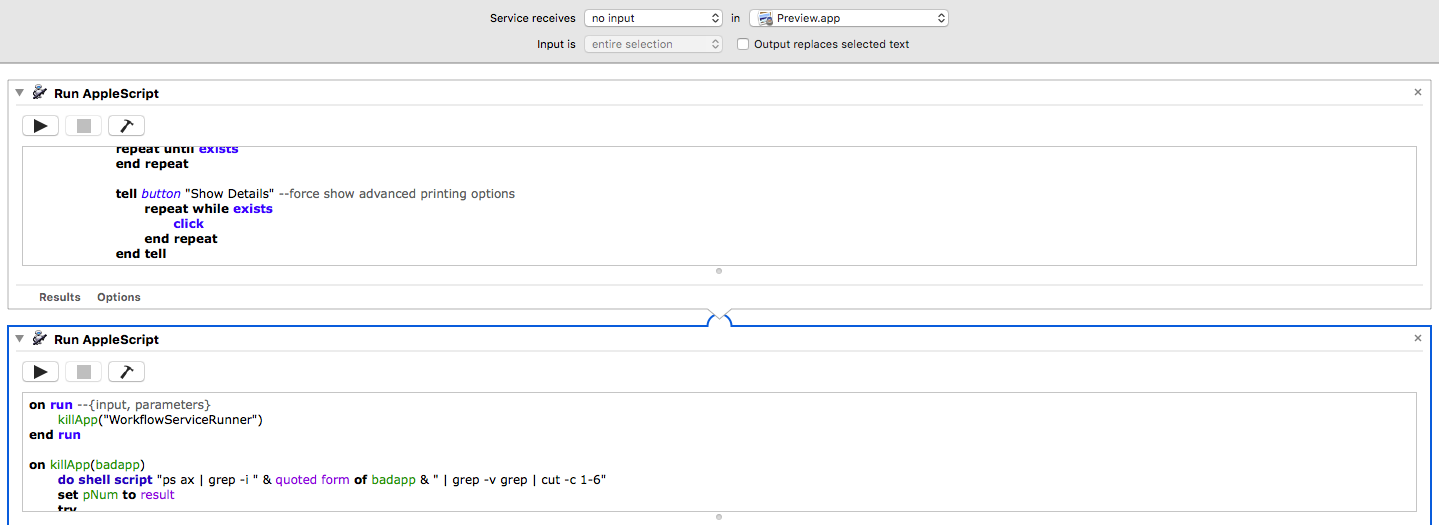 Service receives no input in Preview.app
Input is entire selection Output replaces selected text
Run AppleScript
repeat until exists
end repeat
tell button "Show Details" --force show advanced printing options
repeat while exists
click
end repeat
end tell
Results Options
Run AppleScript
on run --{input, parameters}
killApp("WorkflowServiceRunner")
end run
on killApp(badapp)
do shell script "ps ax | grep -i " & quoted form of badapp & " | grep -v grep | cut -c 1-6"
set pNum to result
try